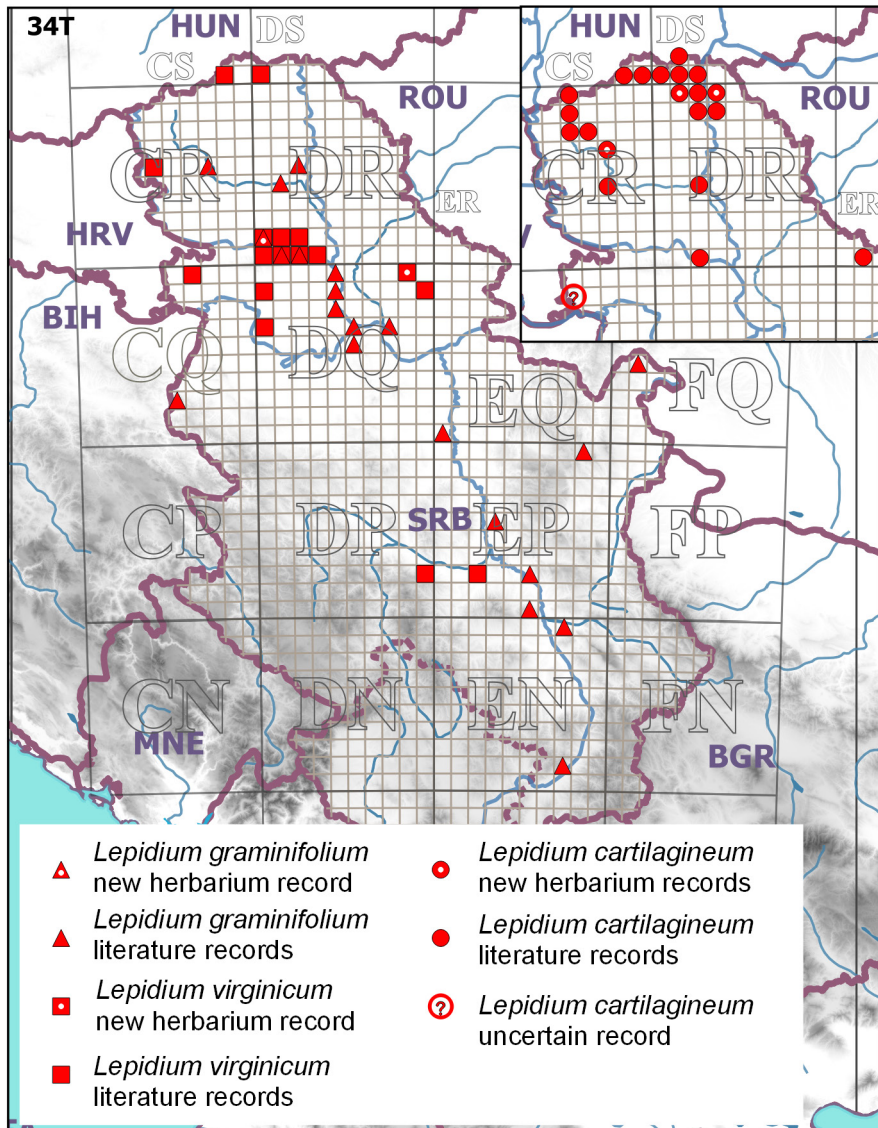 34T
HUN
DS
CS
ROU
CR
DR
ER
HRV
BIH
CQ
DQ
EQ
FQ
CP
DP
SRB
EP
FP
CN
DN
EN
FN
MNE
BGR
HUN
DS
CS
ROU
CR
DR
ER
V
?
Lepidium graminifolium
new herbarium record
Lepidium graminifolium
literature records
Lepidium virginicum
new herbarium record
Lepidium virginicum
literature records
Lepidium cartilagineum
new herbarium records
Lepidium cartilagineum
literature records
?
Lepidium cartilagineum
uncertain record